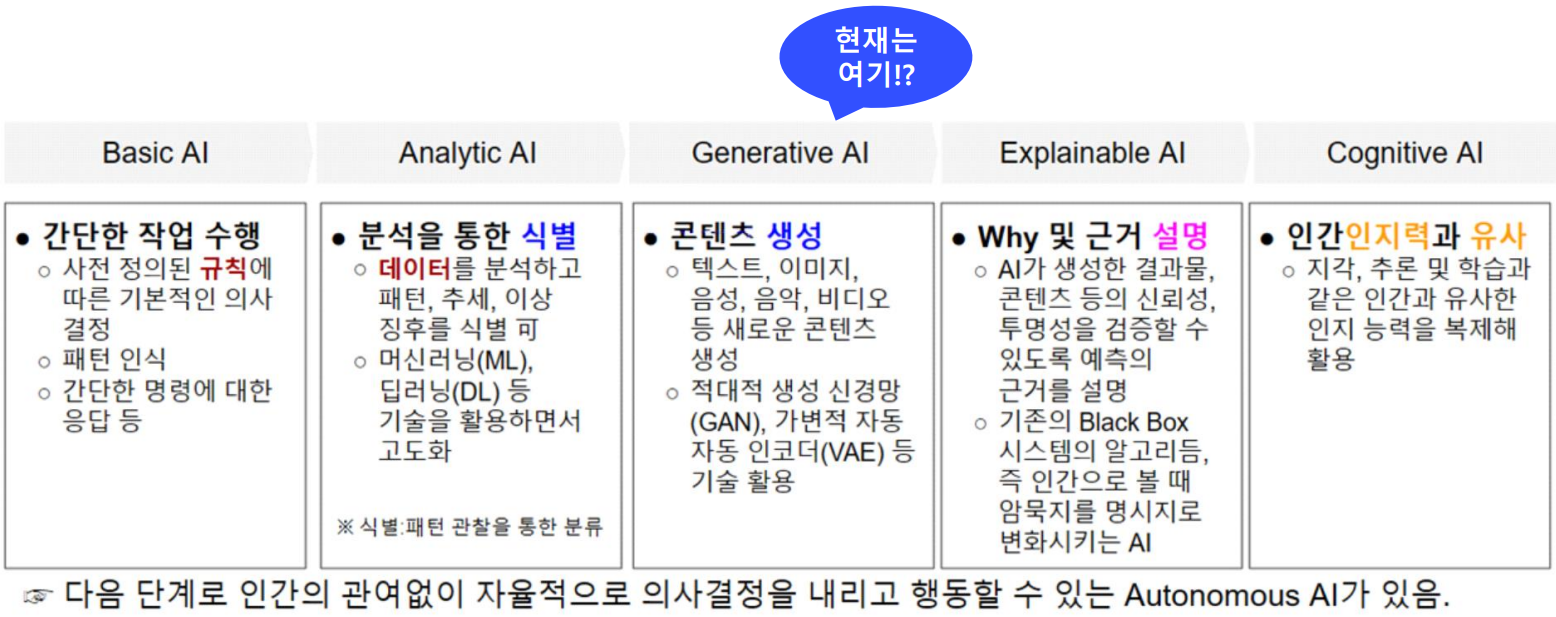 현재는
여기!?
Basic AI
Analytic AI
Generative AI
Explainable AI
Cognitive AI
● 간단한 작업 수행
○ 사전 정의된 규칙에
따른 기본적인 의사
결정
○ 패턴 인식
○ 간단한 명령에 대한
응답 등
● 분석을 통한 식별
○ 데이터를 분석하고
패턴, 추세, 이상
징후를 식별 可
○ 머신러닝(ML),
딥러닝(DL) 등
기술을 활용하면서
고도화
※ 식별:패턴 관찰을 통한 분류
● 콘텐츠 생성
○ 텍스트, 이미지,
음성, 음악, 비디오
등 새로운 콘텐츠
생성
○ 적대적 생성 신경망
(GAN), 가변적 자동
자동 인코더(VAE) 등
기술 활용
● Why 및 근거 설명
○ AI가 생성한 결과물,
콘텐츠 등의 신뢰성,
투명성을 검증할 수
있도록 예측의
근거를 설명
○ 기존의 Black Box
시스템의 알고리듬,
즉 인간으로 볼 때
암묵지를 명시지로
변화시키는 AI
● 인간인지력과 유사
○ 지각, 추론 및 학습과
같은 인간과 유사한
인지 능력을 복제해
활용
☞ 다음 단계로 인간의 관여없이 자율적으로 의사결정을 내리고 행동할 수 있는 Autonomous AI가 있음.